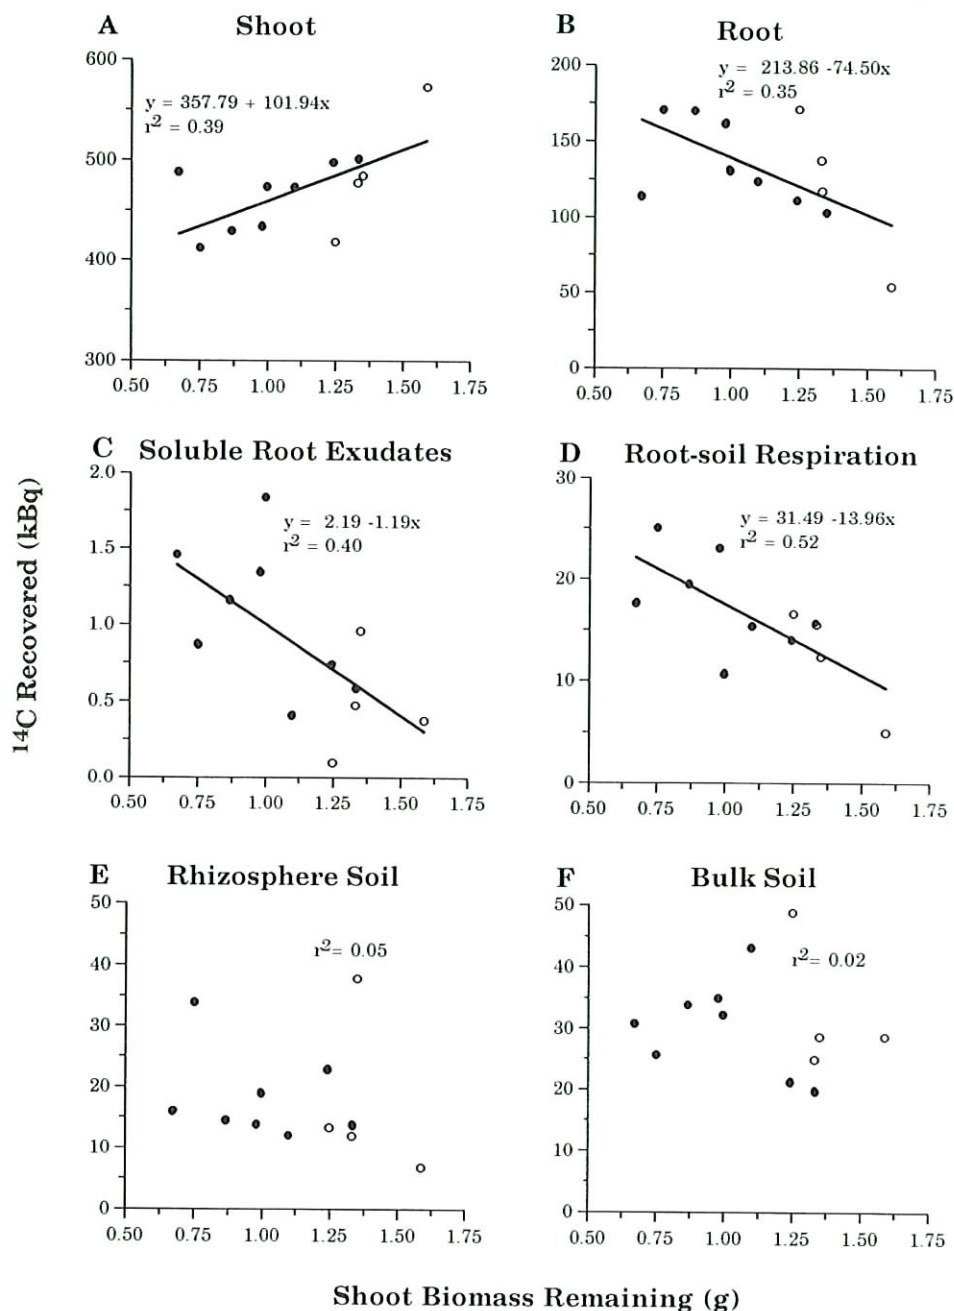 A Shoot
600
500
400
300
y = 357.79 + 101.94x
r2 = 0.39
0.50 0.75 1.00 1.25 1.50 1.75
B Root
200
150
100
50
0
y = 213.86 -74.50x
r2 = 0.35
0.50 0.75 1.00 1.25 1.50 1.75
14C Recovered (kBq)
C Soluble Root Exudates
2.0
1.5
1.0
0.5
0.0
y = 2.19 -1.19x
r2 = 0.40
0.50 0.75 1.00 1.25 1.50 1.75
D Root-soil Respiration
30
20
10
0
y = 31.49 -13.96x
r2 = 0.52
0.50 0.75 1.00 1.25 1.50 1.75
E Rhizosphere Soil
50
40
30
20
10
0
r2= 0.05
0.50 0.75 1.00 1.25 1.50 1.75
F Bulk Soil
50
40
30
20
10
0
r2= 0.02
0.50 0.75 1.00 1.25 1.50 1.75
Shoot Biomass Remaining (g)